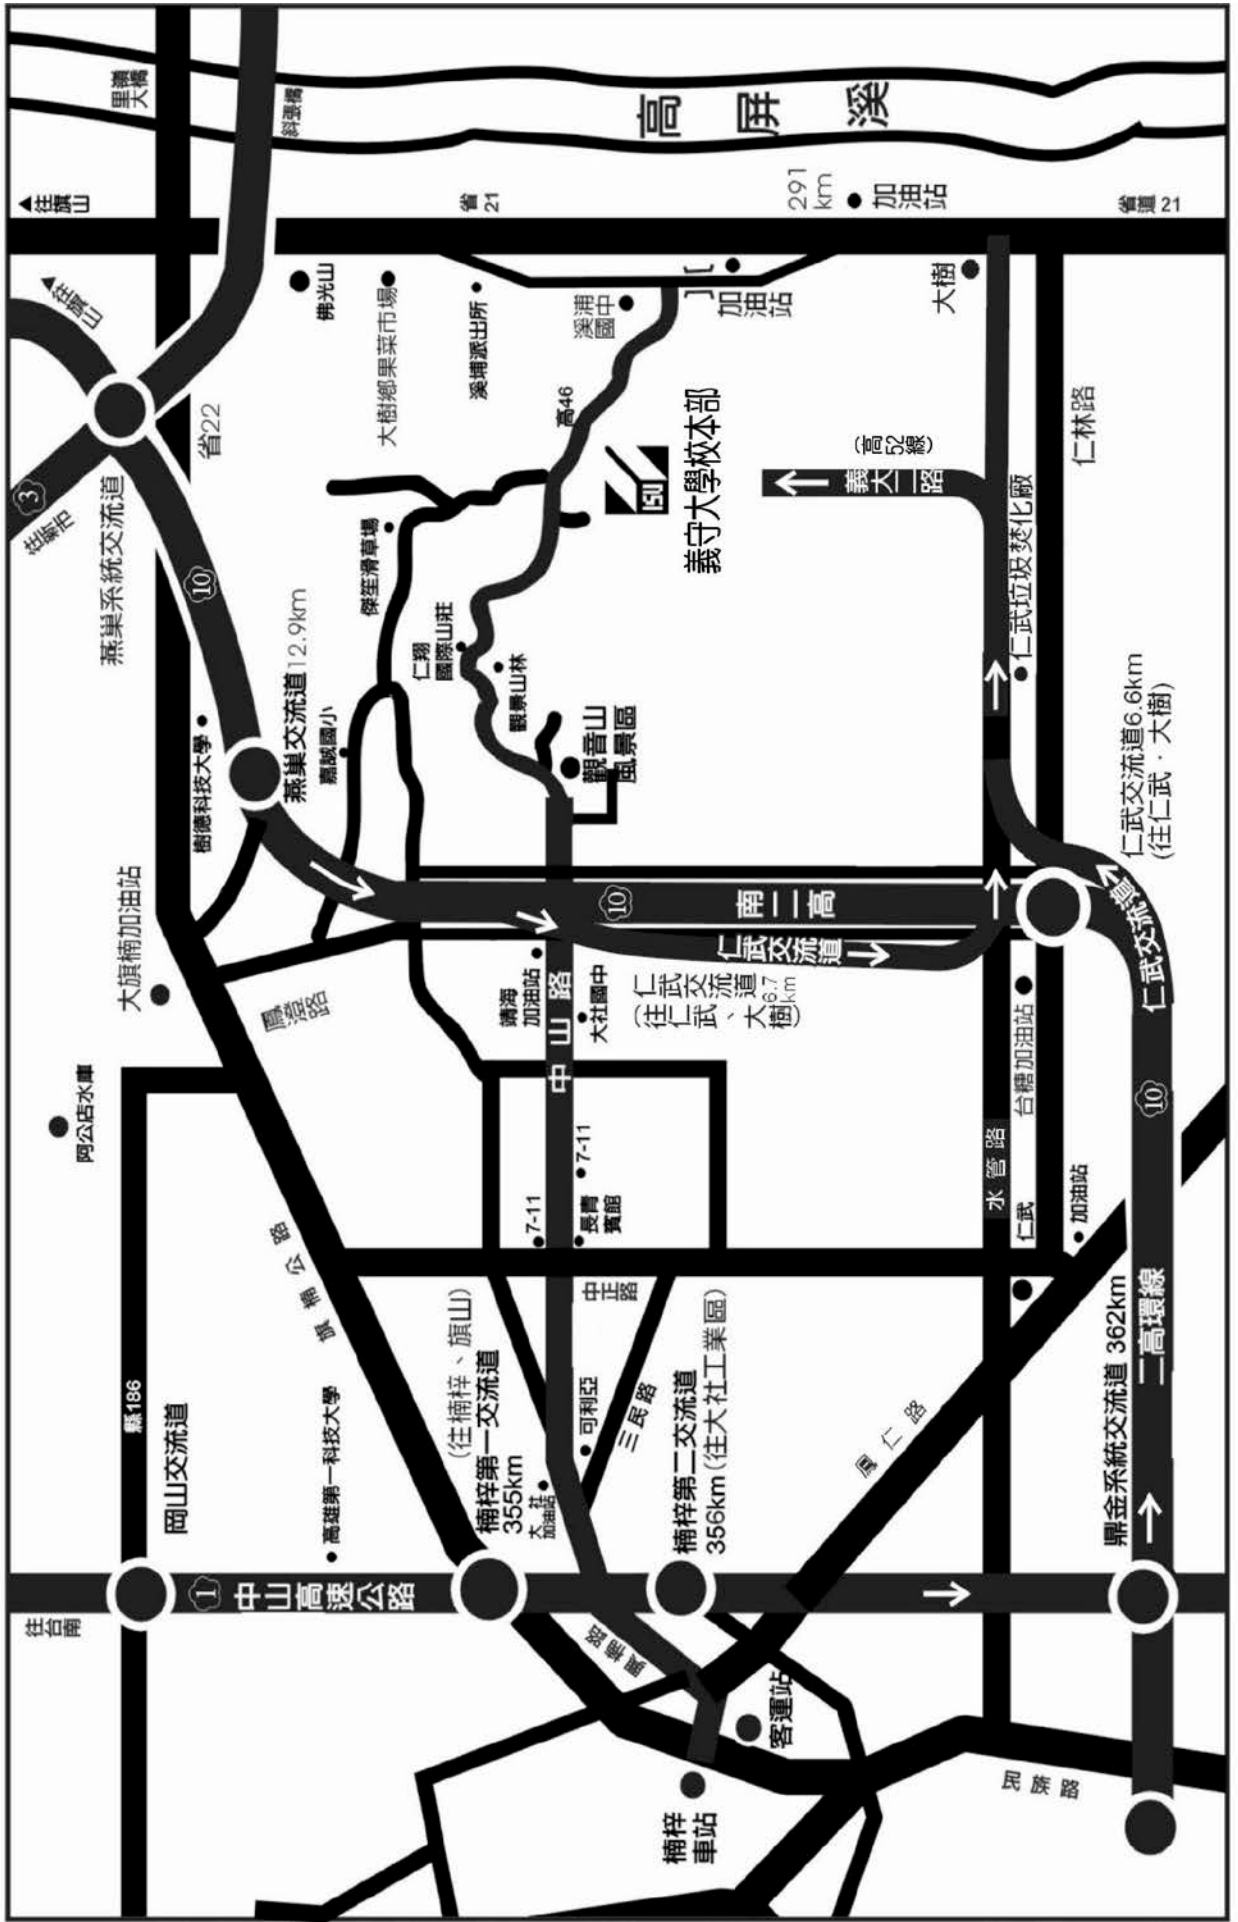 里嶺
大橋
斜張橋
高屏溪
▲往旗山
省21
291
km
加油站
省道21
▲往旗山
佛光山
大樹鄉果菜市場
溪埔派出所
溪浦
國中
加油站
大樹
省22
高46
3
往新市
燕巢系統交流道
傑笙滑草場
ISU
義守大學校本部
(高52線)
義大二路
仁林路
10
仁翔
國際山莊
觀景山林
仁武垃圾焚化廠
樹德科技大學
燕巢交流道12.9km
嘉誠國小
觀音山
風景區
仁武交流道6.6km
(往仁武·大樹)
大旗楠加油站
10
南二高
仁武交流道
仁武交流道
鳳澄路
靖海
加油站
中山路
大社國中
仁武交流道
(往仁武、大樹)
6.7km
台糖加油站
阿公店水庫
7-11
7-11
長青
賓館
水管路
仁武
加油站
10
旗楠公路
中正路
縣186
岡山交流道
高雄第一科技大學
(往楠梓、旗山)
楠梓第一交流道
355km
大社
加油站
可利亞
三民路
楠梓第二交流道
356km(往大社工業區)
鳳仁路
鼎金系統交流道 362km
二高環線
往台南
1
中山高速公路
興楠路
客運站
楠梓
車站
民族路